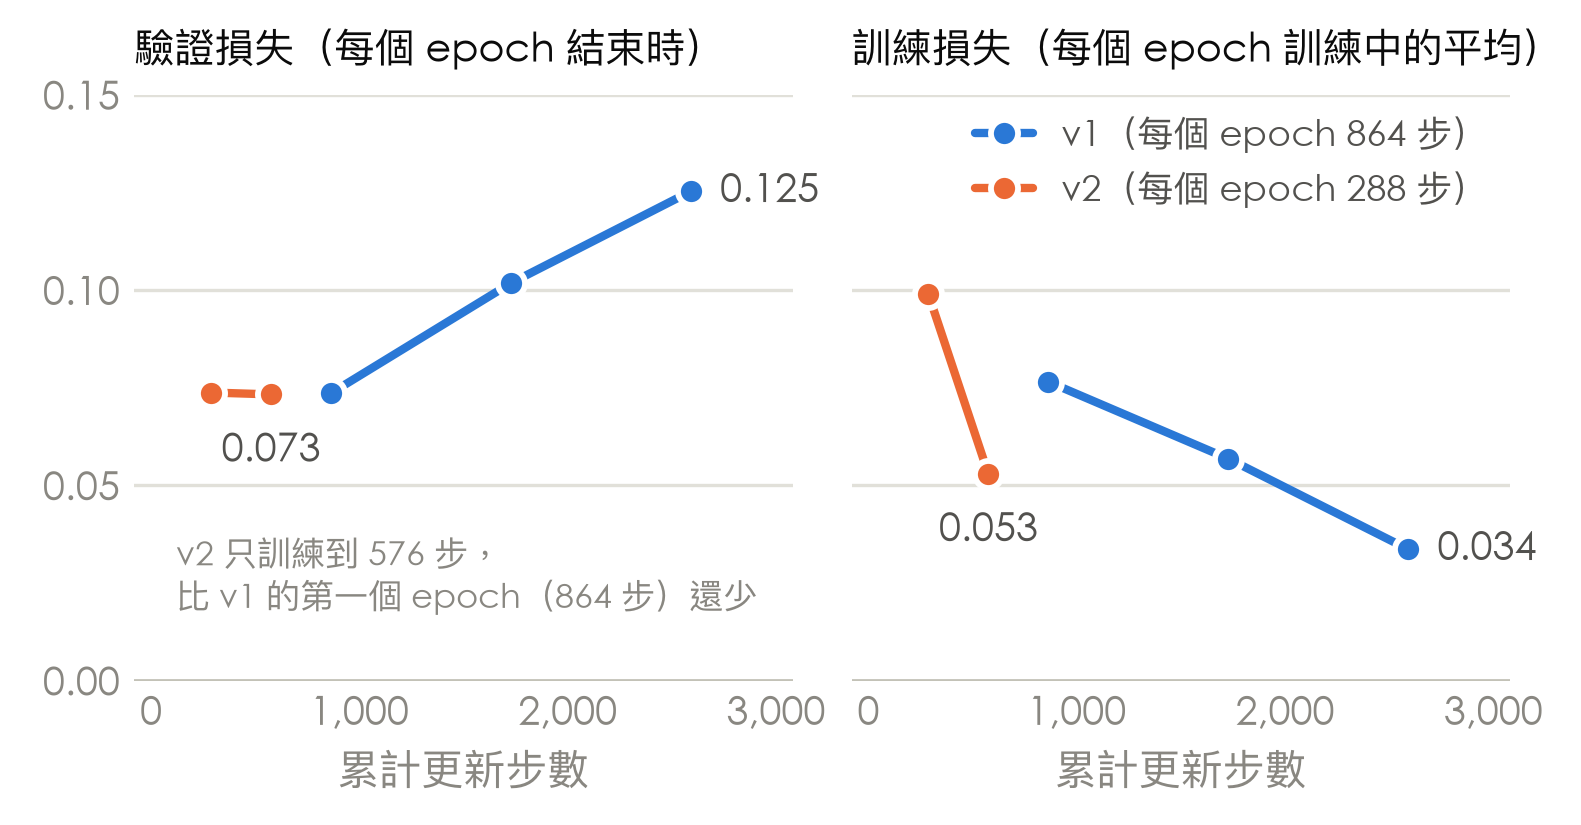 驗證損失（每個 epoch 結束時）
0.15
0.10
0.05
0.00
0.125
0.073
v2 只訓練到 576 步，
比 v1 的第一個 epoch（864 步）還少
0
1,000
2,000
3,000
累計更新步數
訓練損失（每個 epoch 訓練中的平均）
v1（每個 epoch 864 步）
v2（每個 epoch 288 步）
0.053
0.034
0
1,000
2,000
3,000
累計更新步數